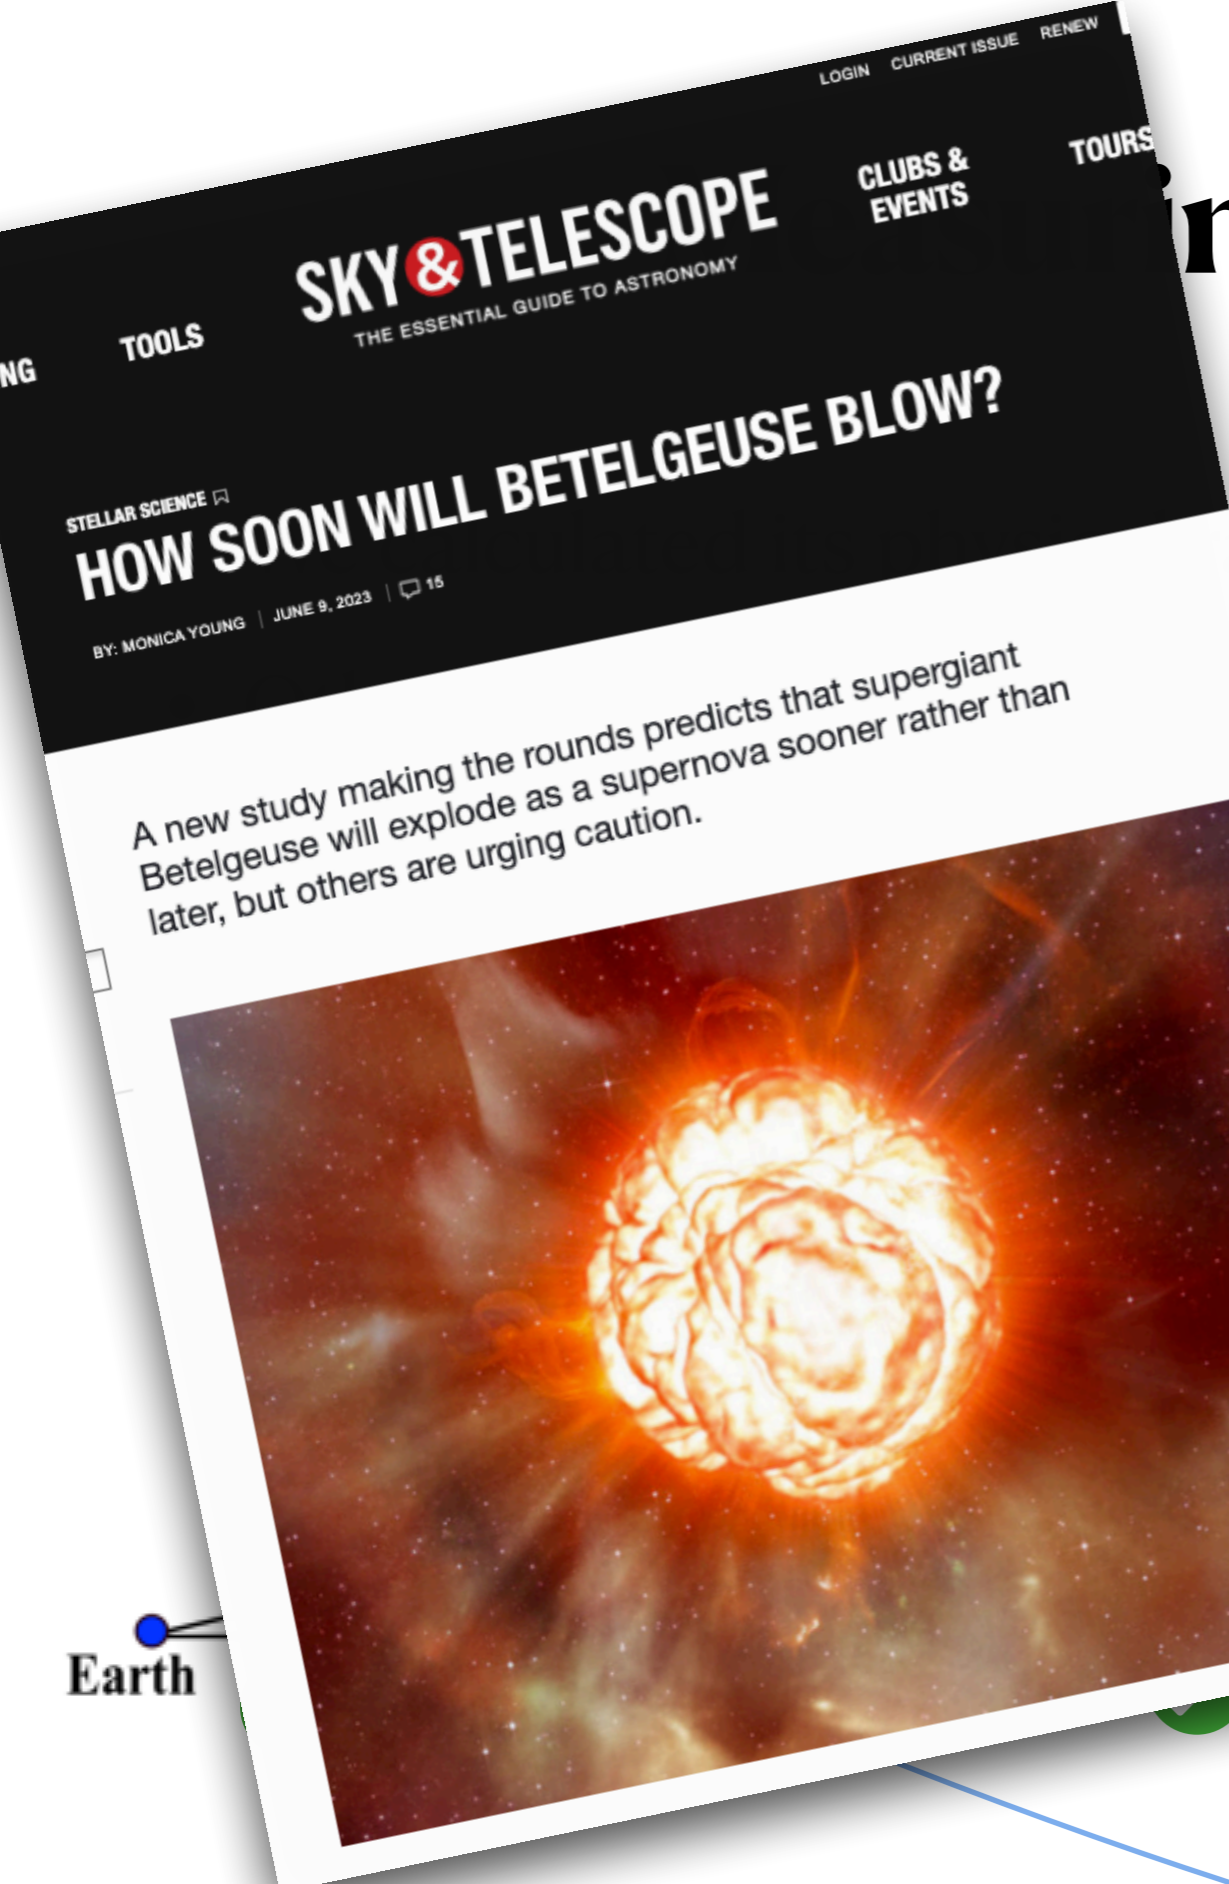 LOGIN CURRENT ISSUE RENEW
NG TOOLS SKY&TELESCOPE CLUBS & EVENTS TOURS
THE ESSENTIAL GUIDE TO ASTRONOMY
STELLAR SCIENCE
HOW SOON WILL BETELGEUSE BLOW?
BY: MONICA YOUNG | JUNE 9, 2023 | 15
A new study making the rounds predicts that supergiant
Betelgeuse will explode as a supernova sooner rather than
later, but others are urging caution.
Earth